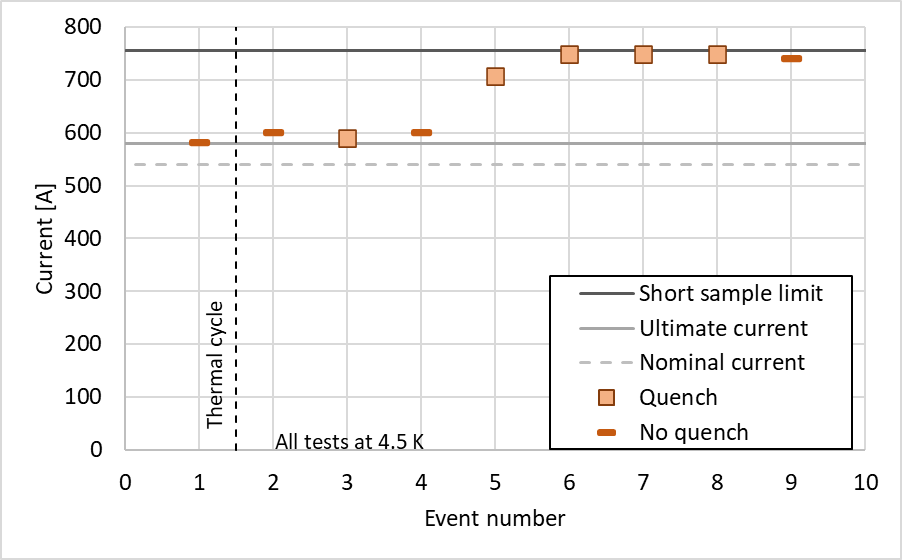 800
700
600
500
400
300
200
100
0
Current [A]
Thermal cycle
All tests at 4.5 K
Short sample limit
Ultimate current
Nominal current
Quench
No quench
0 1 2 3 4 5 6 7 8 9 10
Event number